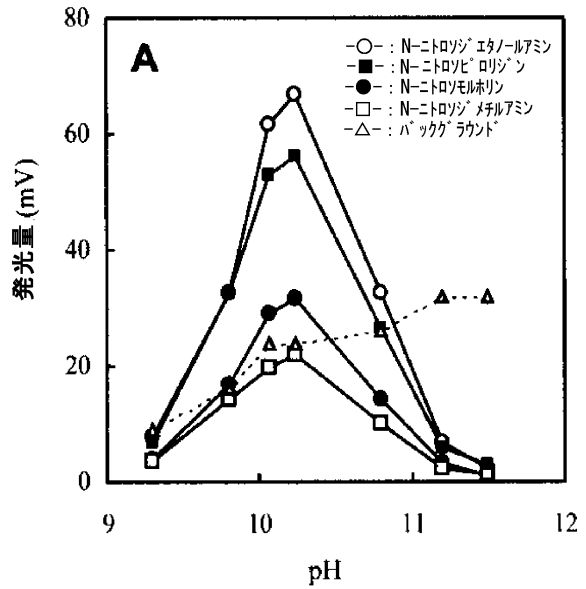 A
-○- : N-ニトロソジエタノールアミン
-■- : N-ニトロソピロリジン
-●- : N-ニトロソモルホリン
-□- : N-ニトロソジメチルアミン
△ : バックグラウンド
発光量 (mV)
80
60
40
20
0
9
10
11
12
pH